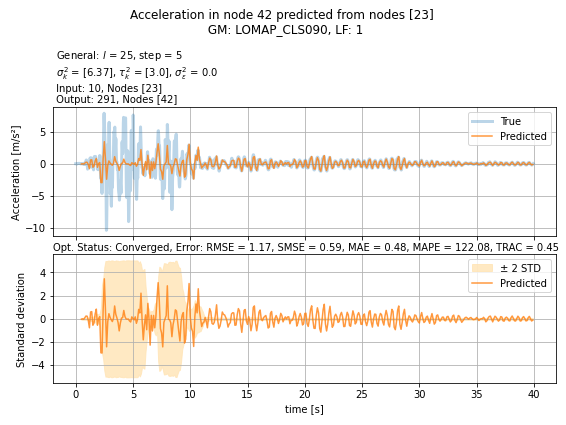 Acceleration in node 42 predicted from nodes [23]
GM: LOMAP_CLS090, LF: 1
General: l = 25, step = 5
σ²ₖ = [6.37], τ²ₖ = [3.0], σ²ε = 0.0
Input: 10, Nodes [23]
Output: 291, Nodes [42]
Acceleration [m/s²]
5
0
−5
−10
True
Predicted
Opt. Status: Converged, Error: RMSE = 1.17, SMSE = 0.59, MAE = 0.48, MAPE = 122.08, TRAC = 0.45
Standard deviation
4
2
0
−2
−4
± 2 STD
Predicted
0 5 10 15 20 25 30 35 40
time [s]